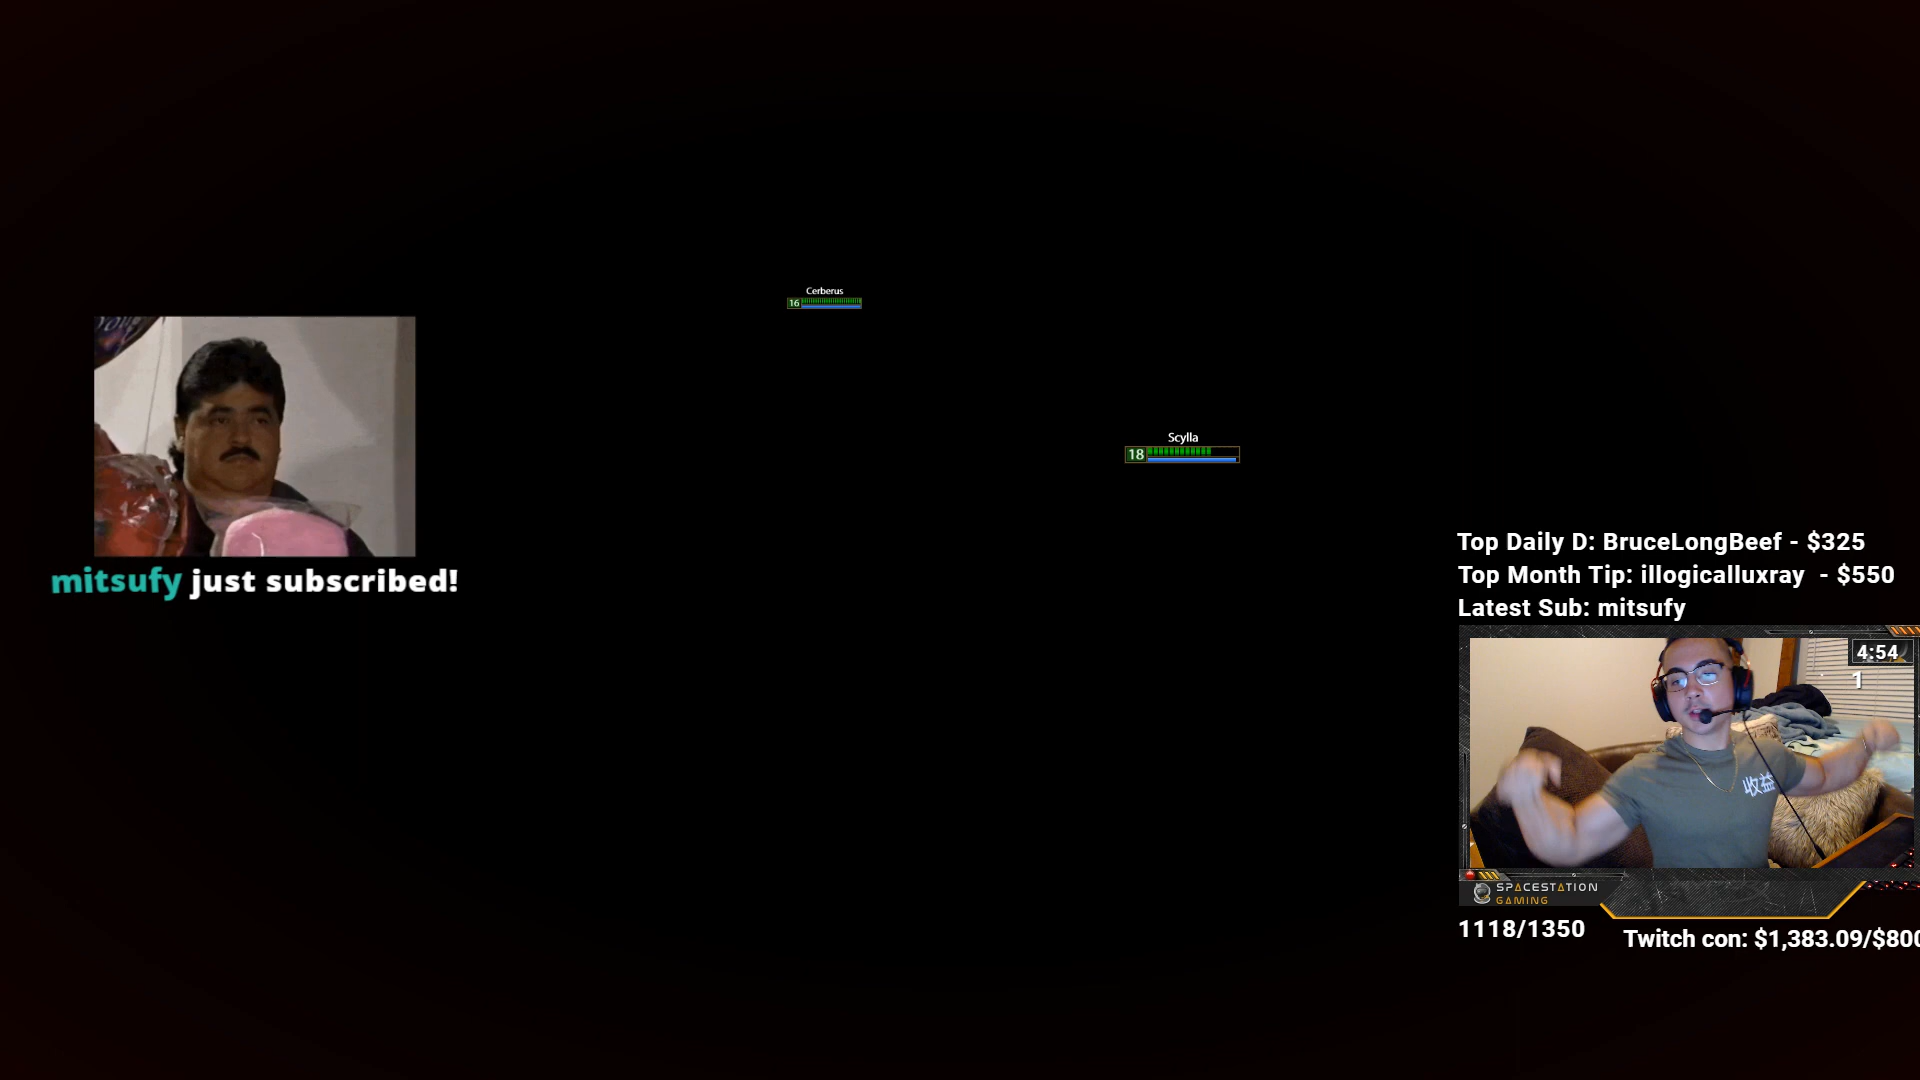 Cerberus
16
Scylla
18
mitsufy just subscribed!
Top Daily D: BruceLongBeef - $325
Top Month Tip: illogicalluxray - $550
Latest Sub: mitsufy
4:54
1
收益
SPACESTATION
GAMING
1118/1350
Twitch con: $1,383.09/$800